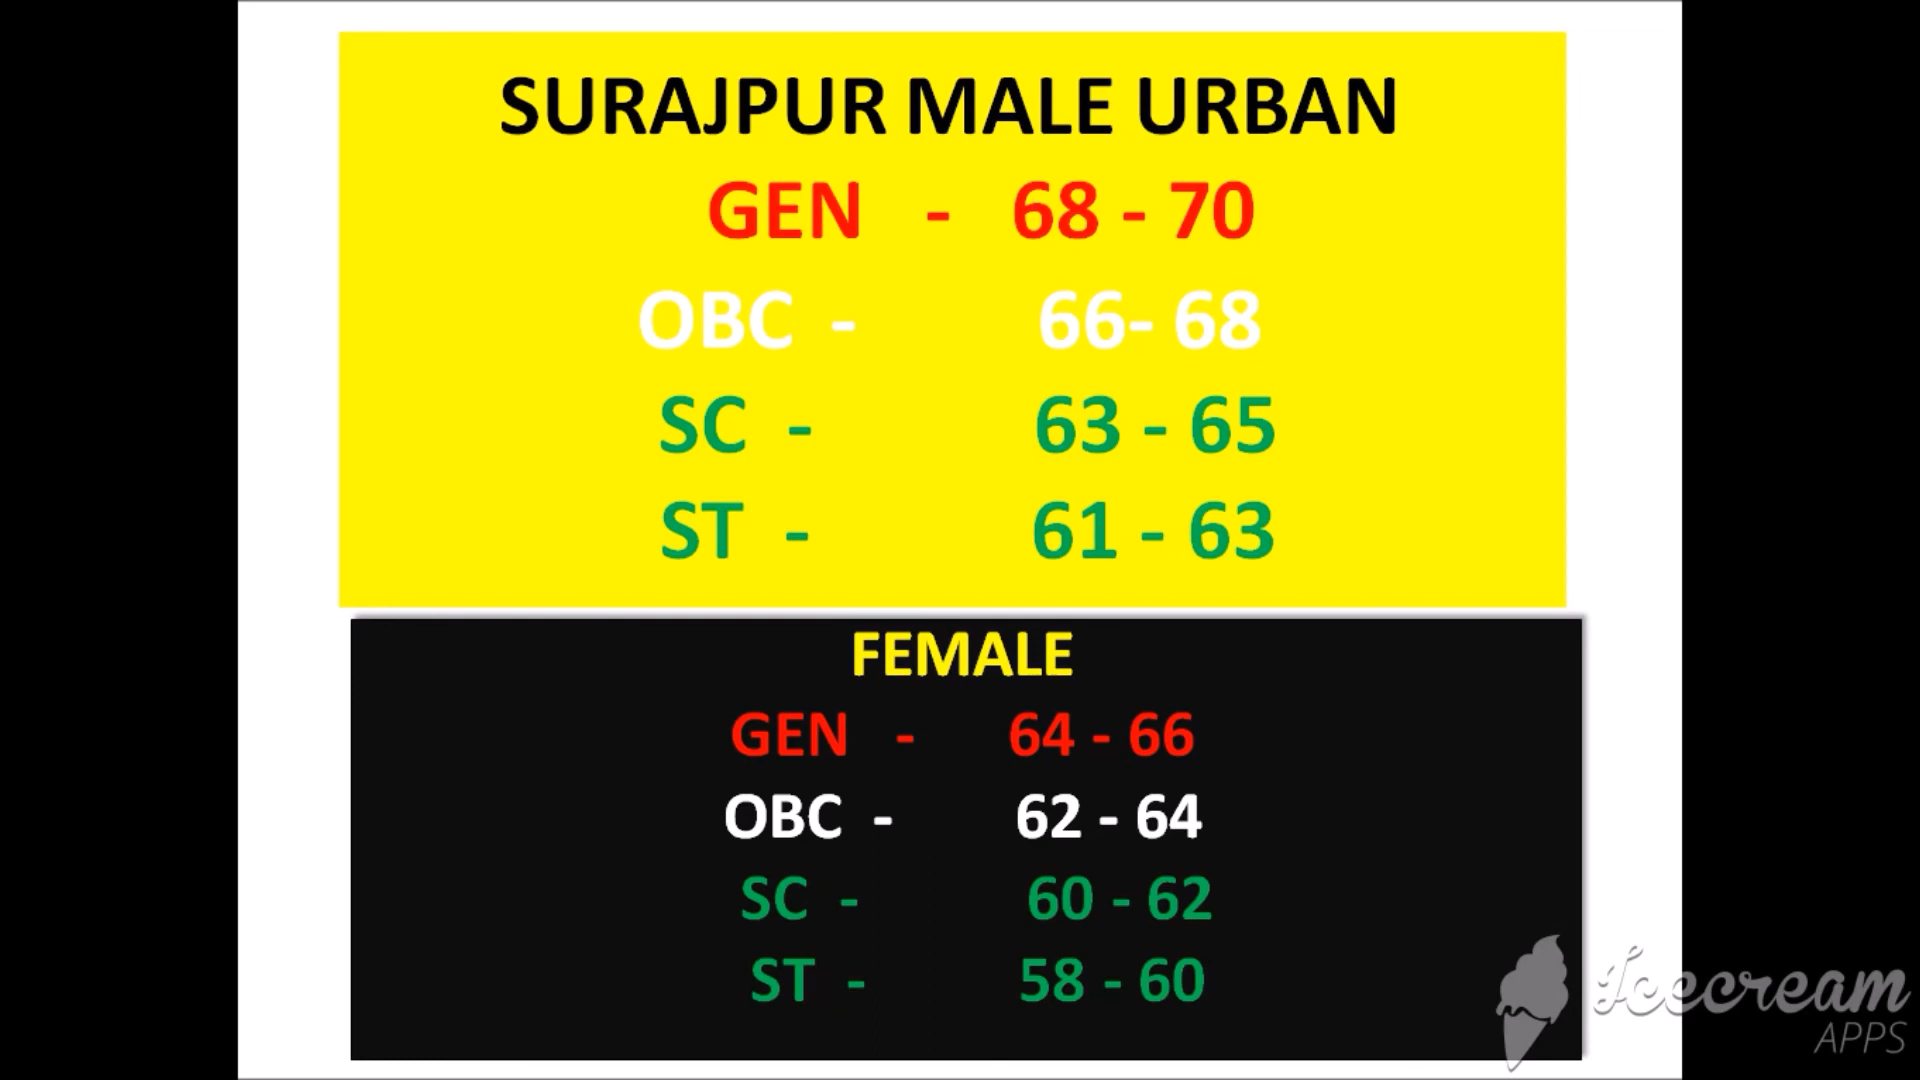 SURAJPUR MALE URBAN
GEN - 68 - 70
OBC - 66- 68
SC - 63 - 65
ST - 61 - 63
FEMALE
GEN - 64 - 66
OBC - 62 - 64
SC - 60 - 62
ST - 58 - 60
Icecream
APPS